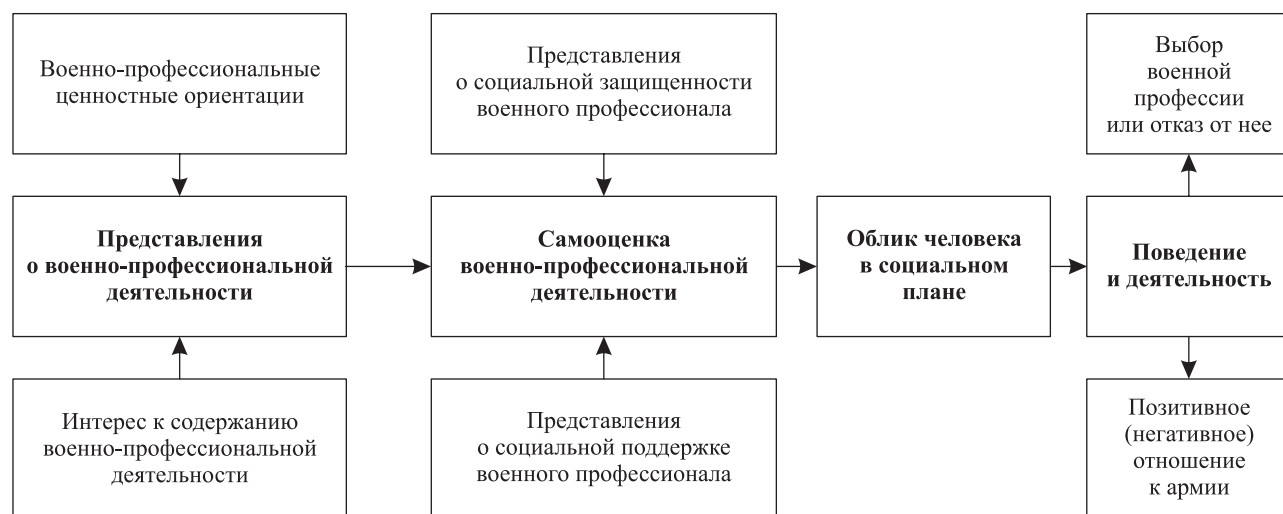 Военно-профессиональные
ценностные ориентации
Представления
о социальной защищенности
военного профессионала
Выбор
военной
профессии
или отказ от нее
Представления
о военно-профессиональной
деятельности
Самооценка
военно-профессиональной
деятельности
Облик человека
в социальном
плане
Поведение
и деятельность
Интерес к содержанию
военно-профессиональной
деятельности
Представления
о социальной поддержке
военного профессионала
Позитивное
(негативное)
отношение
к армии